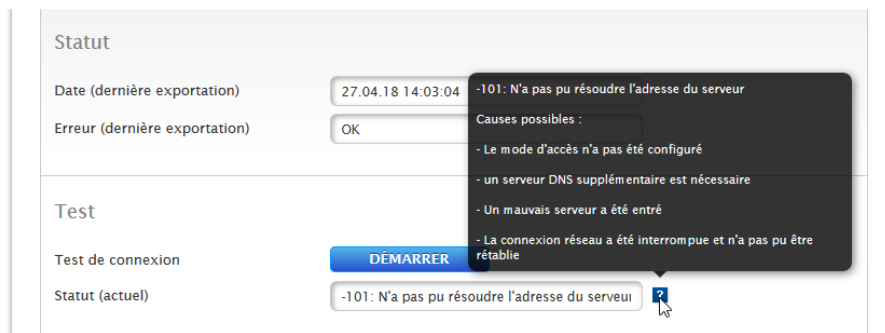 Statut
Date (dernière exportation)
27.04.18 14:03:04
Erreur (dernière exportation)
OK
-101: N'a pas pu résoudre l'adresse du serveur
Causes possibles :
- Le mode d'accès n'a pas été configuré
- un serveur DNS supplémentaire est nécessaire
- Un mauvais serveur a été entré
- La connexion réseau a été interrompue et n'a pas pu être
rétablie
Test
Test de connexion
DÉMARRER
Statut (actuel)
-101: N'a pas pu résoudre l'adresse du serveur
?